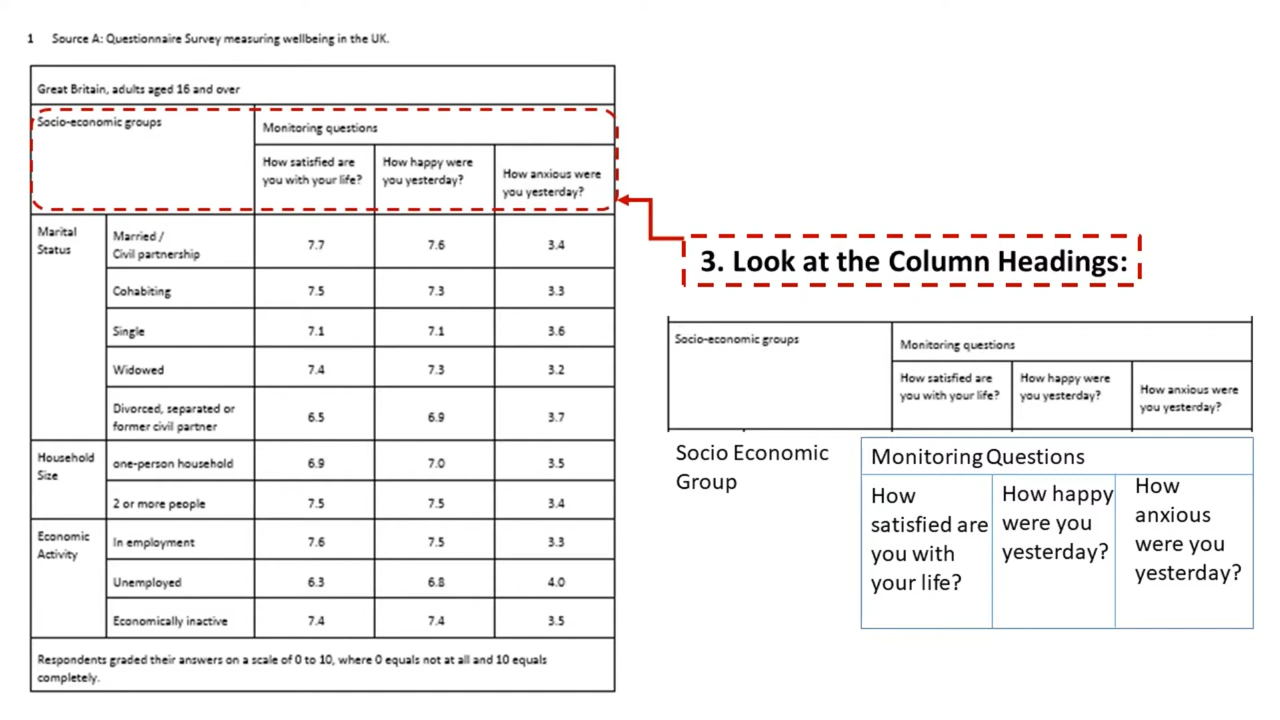 1 Source A: Questionnaire Survey measuring wellbeing in the UK.
Great Britain, adults aged 16 and over
Socio-economic groups
Monitoring questions
How satisfied are
you with your life?
How happy were
you yesterday?
How anxious were
you yesterday?
Marital
Status
Married /
Civil partnership
7.7 7.6 3.4
Cohabiting 7.5 7.3 3.3
Single 7.1 7.1 3.6
Widowed 7.4 7.3 3.2
Divorced, separated or
former civil partner
6.5 6.9 3.7
Household
Size
one-person household 6.9 7.0 3.5
2 or more people 7.5 7.5 3.4
Economic
Activity
In employment 7.6 7.5 3.3
Unemployed 6.3 6.8 4.0
Economically inactive 7.4 7.4 3.5
Respondents graded their answers on a scale of 0 to 10, where 0 equals not at all and 10 equals
completely.
3. Look at the Column Headings:
Socio-economic groups
Monitoring questions
How satisfied are
you with your life?
How happy were
you yesterday?
How anxious were
you yesterday?
Socio Economic
Group
Monitoring Questions
How
satisfied are
you with
your life?
How happy
were you
yesterday?
How
anxious
were you
yesterday?